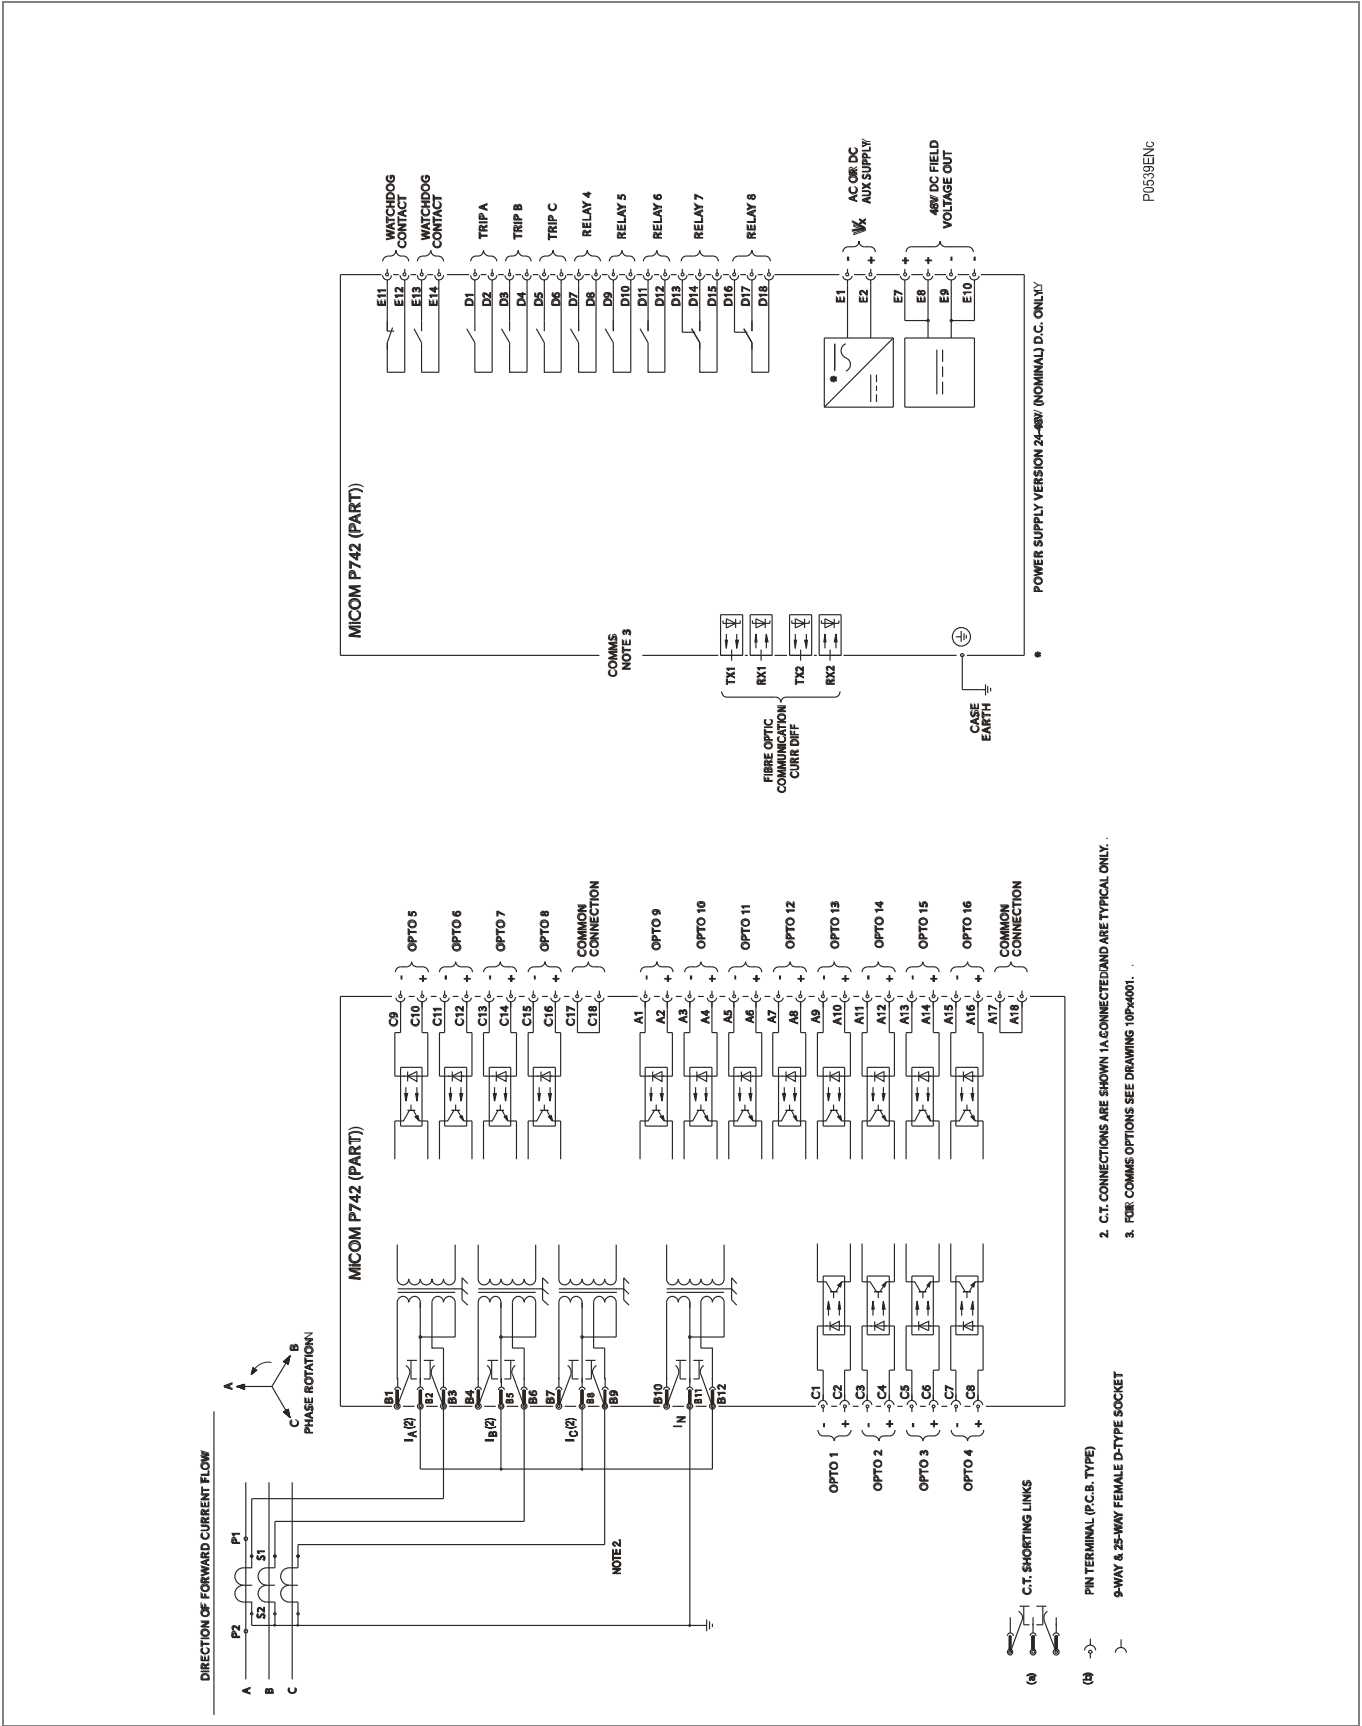 DIRECTION OF FORWARD CURRENT FLOW
A
B
C
P2
P1
S2
S1
A
B
C
PHASE ROTATION
NOTE 2.
MiCOM P742 (PART)
IA(2)
IB(2)
IC(2)
IN
B1
B2
B3
B4
B5
B6
B7
B8
B9
B10
B11
B12
OPTO 1
- C1
+ C2
OPTO 2
- C3
+ C4
OPTO 3
- C5
+ C6
OPTO 4
- C7
+ C8
C9 -
C10 +
OPTO 5
C11 -
C12 +
OPTO 6
C13 -
C14 +
OPTO 7
C15 -
C16 +
OPTO 8
C17
C18
COMMON
CONNECTION
A1 -
A2 +
OPTO 9
A3 -
A4 +
OPTO 10
A5 -
A6 +
OPTO 11
A7 -
A8 +
OPTO 12
A9 -
A10 +
OPTO 13
A11 -
A12 +
OPTO 14
A13 -
A14 +
OPTO 15
A15 -
A16 +
OPTO 16
A17
A18
COMMON
CONNECTION
(a)
C.T. SHORTING LINKS
(b)
PIN TERMINAL (P.C.B. TYPE)
9-WAY & 25-WAY FEMALE D-TYPE SOCKET
2. C.T. CONNECTIONS ARE SHOWN 1A CONNECTED AND ARE TYPICAL ONLY.
3. FOR COMMS OPTIONS SEE DRAWING 10Px4001.
MiCOM P742 (PART)
COMMS
NOTE 3
TX1
RX1
TX2
RX2
FIBRE OPTIC
COMMUNICATION
CURR DIFF
CASE
EARTH
E11
E12
WATCHDOG
CONTACT
E13
E14
WATCHDOG
CONTACT
D1
D2
TRIP A
D3
D4
TRIP B
D5
D6
TRIP C
D7
D8
RELAY 4
D9
D10
RELAY 5
D11
D12
RELAY 6
D13
D14
D15
RELAY 7
D16
D17
D18
RELAY 8
*
E1 -
E2 +
Vx
AC OR DC
AUX SUPPLY
E7 +
E8 +
E9 -
E10 -
48V DC FIELD
VOLTAGE OUT
* POWER SUPPLY VERSION 24-48V (NOMINAL) D.C. ONLY
P0539ENc